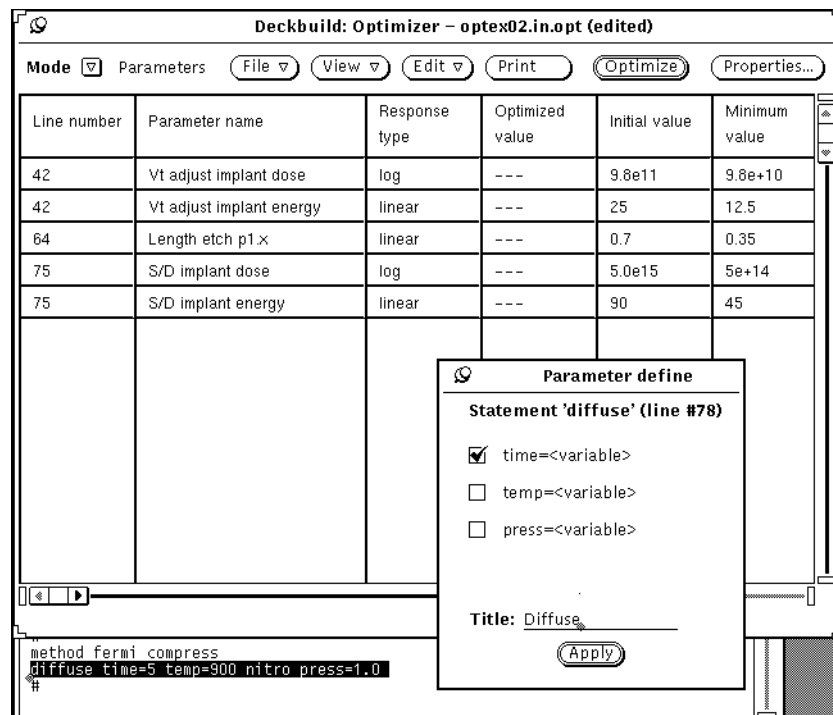 Deckbuild: Optimizer – optex02.in.opt (edited)
Mode Parameters File View Edit Print Optimize Properties...
Line number Parameter name Response type Optimized value Initial value Minimum value
42 Vt adjust implant dose log --- 9.8e11 9.8e+10
42 Vt adjust implant energy linear --- 25 12.5
64 Length etch p1.x linear --- 0.7 0.35
75 S/D implant dose log --- 5.0e15 5e+14
75 S/D implant energy linear --- 90 45
Parameter define
Statement 'diffuse' (line #78)
time=<variable>
temp=<variable>
press=<variable>
Title: Diffuse
Apply
#
method fermi compress
diffuse time=5 temp=900 nitro press=1.0
#